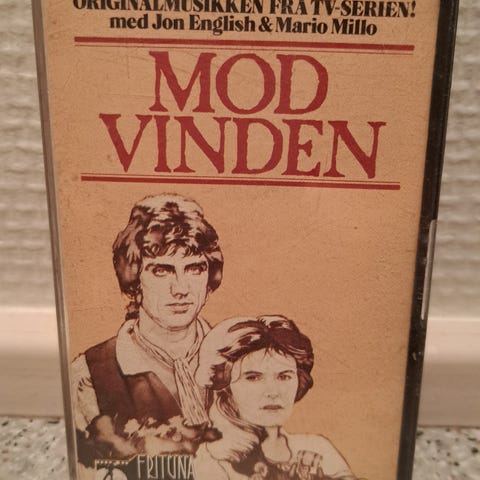 ORIGINALMUSIKKEN FRA TV-SERIEN!
med Jon English & Mario Millo
MOD
VINDEN
FRITUNA